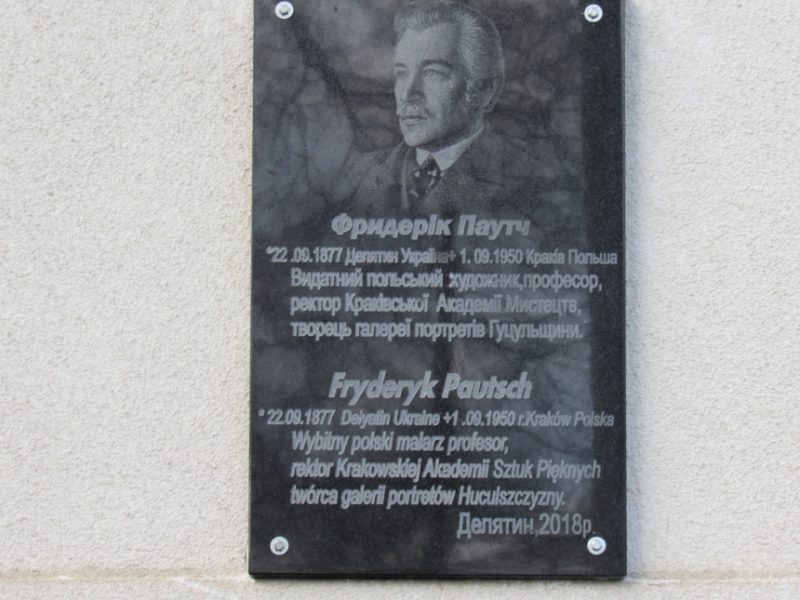 Фридерік Паутч
*22 .09.1877 Делятин Україна+ 1. 09.1950 Краків Польша
Видатний польський художник,професор,
ректор Краківської Академії Мистецтв,
творець галереї портретів Гуцульщини.
Fryderyk Pautsch
* 22.09.1877 Delyatin Ukraine +1 .09.1950 r.Kraków Polska
Wybitny polski malarz profesor,
rektor Krakowskiej Akademii Sztuk Pięknych
twórca galerii portretów Huculszczyzny.
Делятин,2018р.